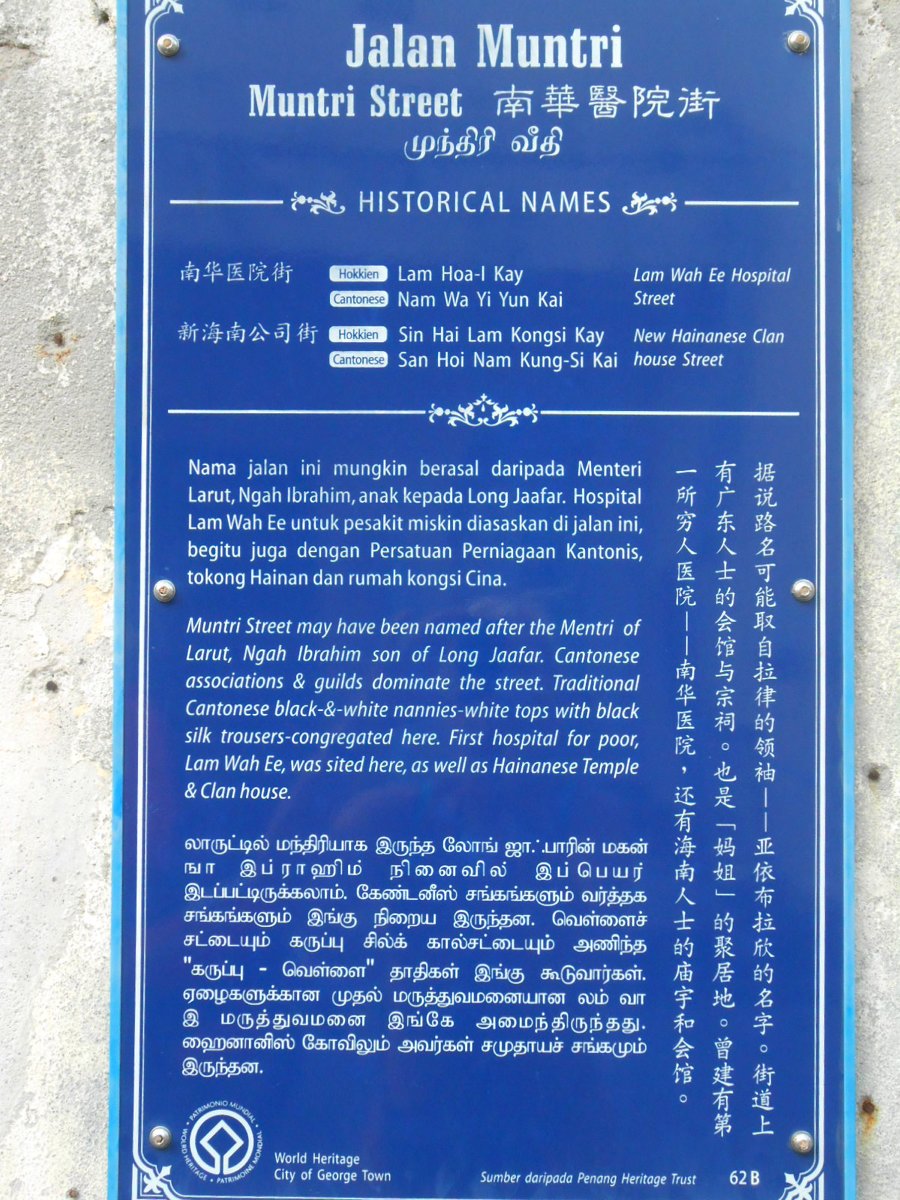 Jalan Muntri
Muntri Street 南華醫院街
முந்திரி வீதி
HISTORICAL NAMES
南华医院街 Hokkien Lam Hoa-I Kay Lam Wah Ee Hospital
Cantonese Nam Wa Yi Yun Kai Street
新海南公司街 Hokkien Sin Hai Lam Kongsi Kay New Hainanese Clan
Cantonese San Hoi Nam Kung-Si Kai house Street
Nama jalan ini mungkin berasal daripada Menteri
Larut, Ngah Ibrahim, anak kepada Long Jaafar. Hospital
Lam Wah Ee untuk pesakit miskin diasaskan di jalan ini,
begitu juga dengan Persatuan Perniagaan Kantonis,
tokong Hainan dan rumah kongsi Cina.
Muntri Street may have been named after the Mentri of
Larut, Ngah Ibrahim son of Long Jaafar. Cantonese
associations & guilds dominate the street. Traditional
Cantonese black-&-white nannies-white tops with black
silk trousers-congregated here. First hospital for poor,
Lam Wah Ee, was sited here, as well as Hainanese Temple
& Clan house.
லாருட்டில் மந்திரியாக இருந்த லோங் ஜாஃபாரின் மகன்
ஙா இப்ராஹிம் நினைவில் இப்பெயர்
இடப்பட்டிருக்கலாம். கேண்டனீஸ் சங்கங்களும் வர்த்தக
சங்கங்களும் இங்கு நிறைய இருந்தன. வெள்ளைச்
சட்டையும் கருப்பு சில்க் கால்சட்டையும் அணிந்த
"கருப்பு - வெள்ளை" தாதிகள் இங்கு கூடுவார்கள்.
ஏழைகளுக்கான முதல் மருத்துவமனையான லம் வா
இ மருத்துவமனை இங்கே அமைந்திருந்தது.
ஹைனானிஸ் கோவிலும் அவர்கள் சமுதாயச் சங்கமும்
இருந்தன.
据说路名可能取自拉律的领袖——亚依布拉欣的名字。街道上
有广东人士的会馆与宗祠。也是「妈姐」的聚居地。曾建有第
一所穷人医院——南华医院，还有海南人士的庙宇和会馆。
PATRIMONIO MUNDIAL • WORLD HERITAGE • PATRIMOINE MONDIAL •
World Heritage
City of George Town
Sumber daripada Penang Heritage Trust 62 B